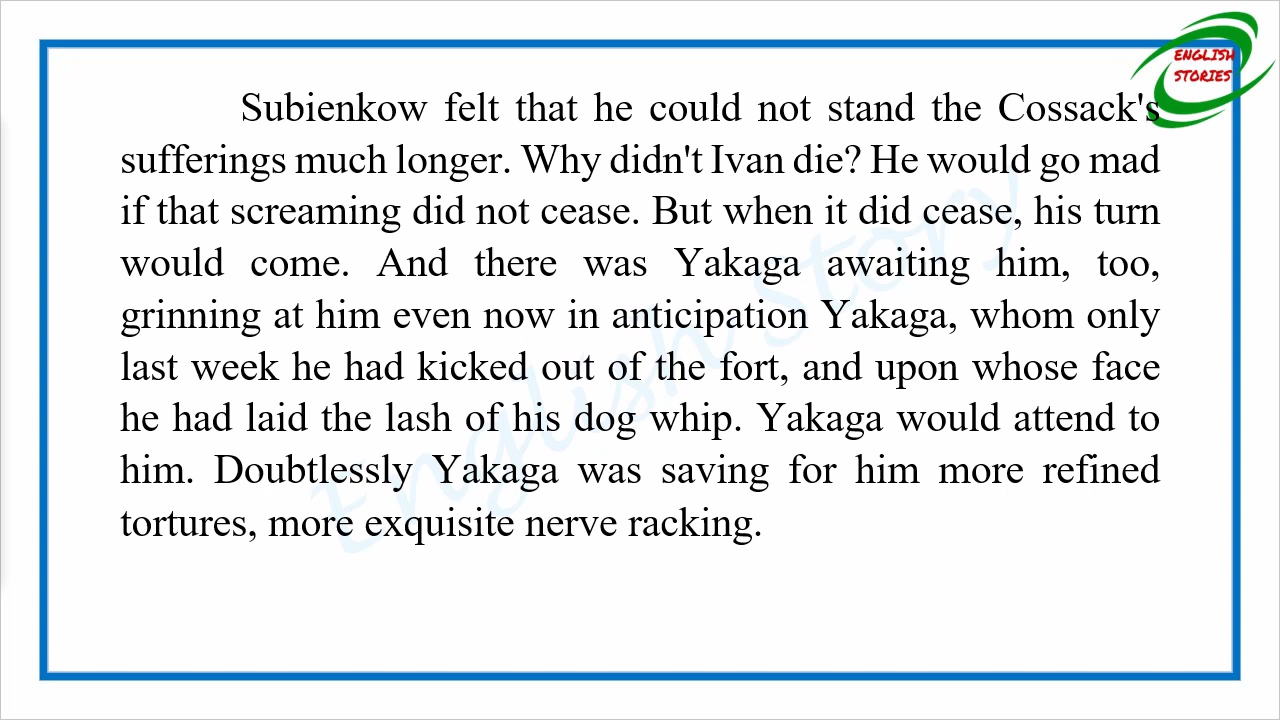 ENGLISH
STORIES
Subienkow felt that he could not stand the Cossack's
sufferings much longer. Why didn't Ivan die? He would go mad
if that screaming did not cease. But when it did cease, his turn
would come. And there was Yakaga awaiting him, too,
grinning at him even now in anticipation Yakaga, whom only
last week he had kicked out of the fort, and upon whose face
he had laid the lash of his dog whip. Yakaga would attend to
him. Doubtlessly Yakaga was saving for him more refined
tortures, more exquisite nerve racking.
English Story